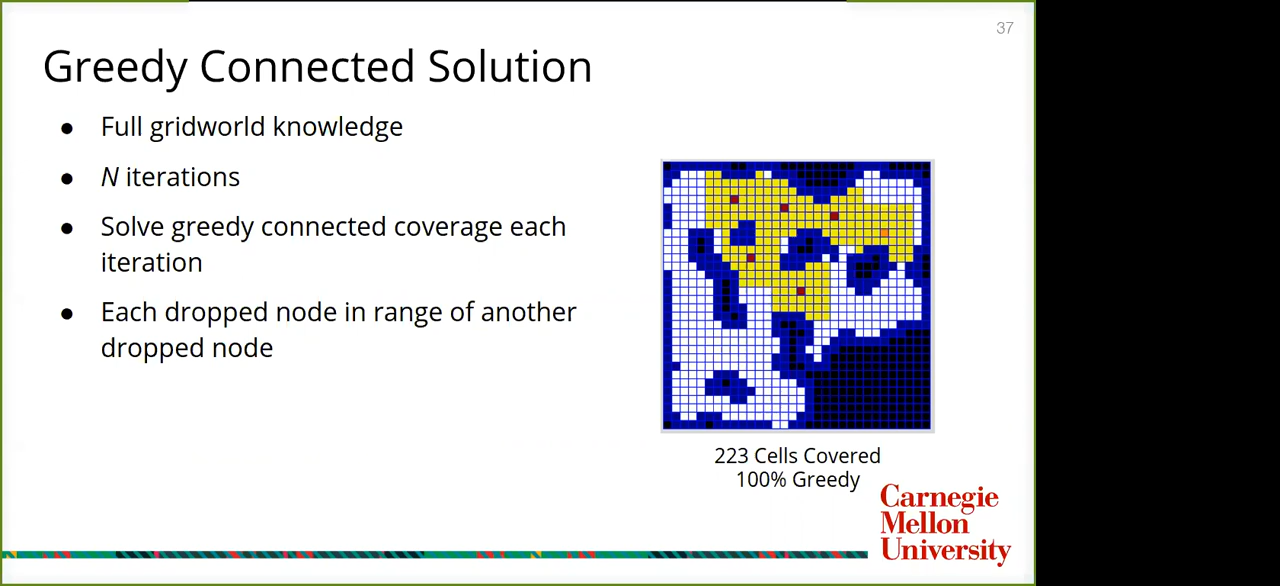 37
Greedy Connected Solution
● Full gridworld knowledge
● N iterations
● Solve greedy connected coverage each
iteration
● Each dropped node in range of another
dropped node
223 Cells Covered
100% Greedy
Carnegie
Mellon
University